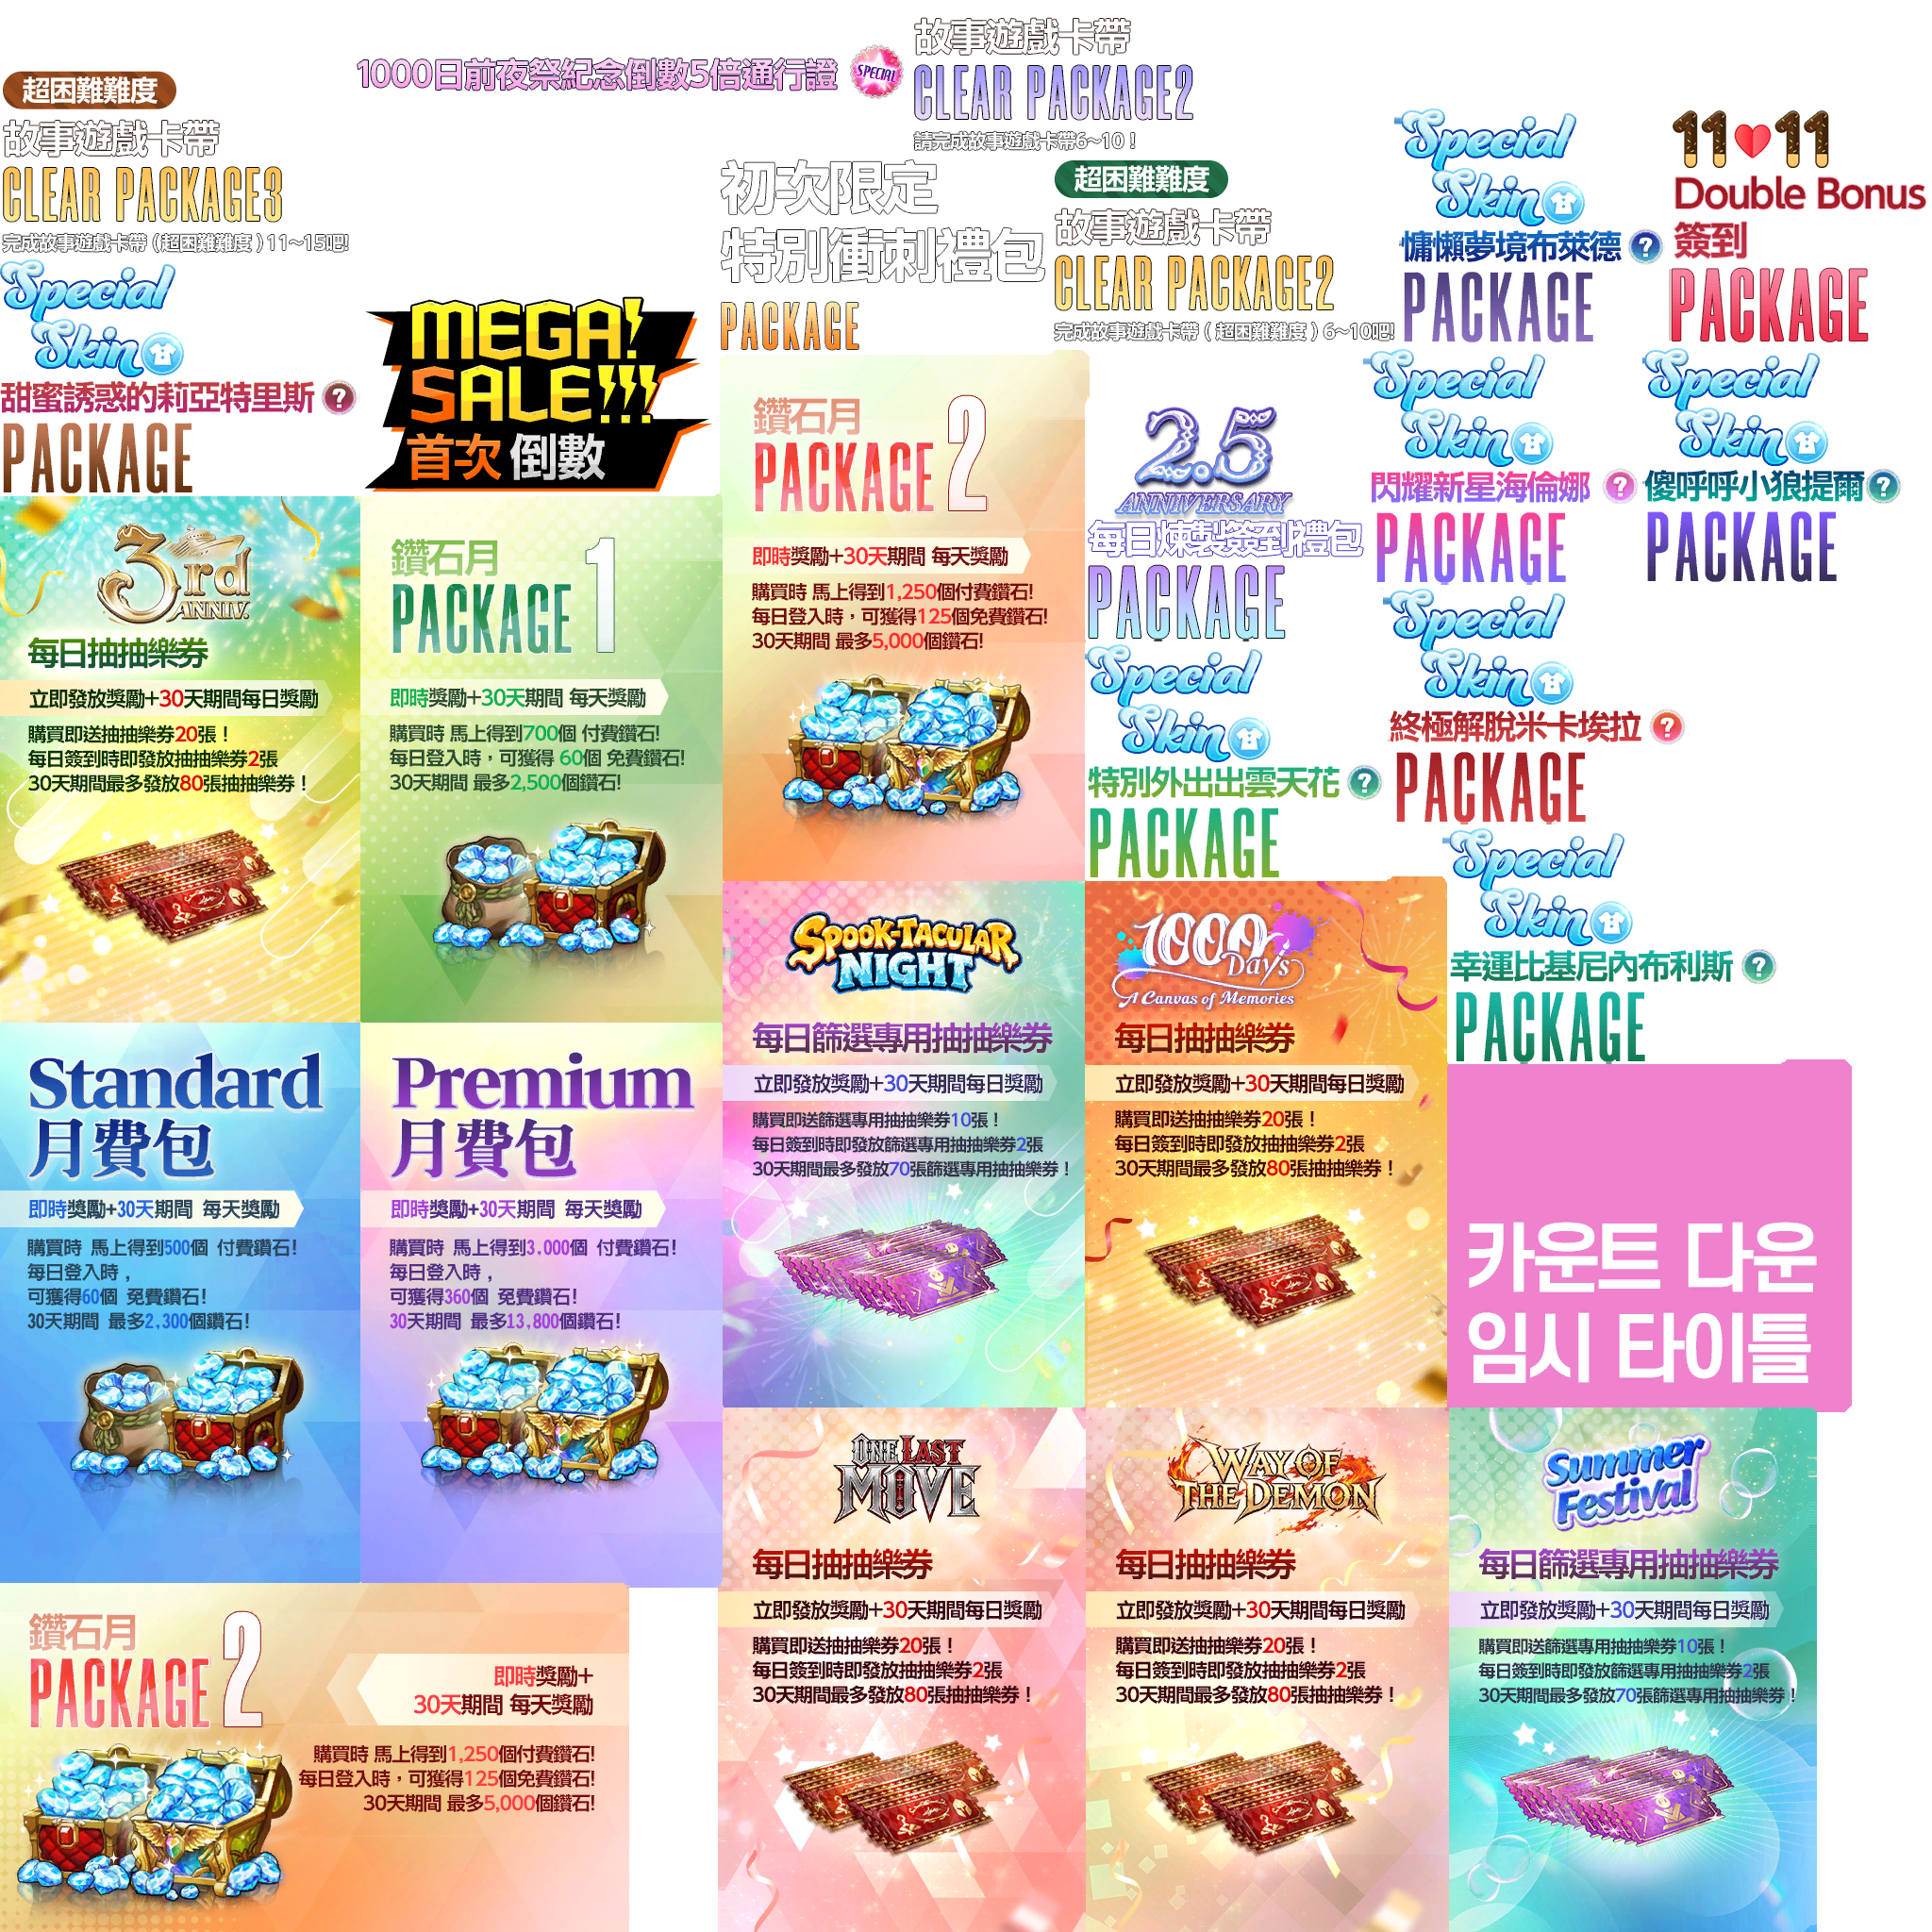 超困難難度
故事遊戲卡帶
CLEAR PACKAGE3
完成故事遊戲卡帶(超困難難度)11~15吧!
Special
Skin
甜蜜誘惑的莉亞特里斯 ?
PACKAGE
1000日前夜祭紀念倒數5倍通行證
SPECIAL
MEGA!
SALE!!!
首次 倒數
故事遊戲卡帶
CLEAR PACKAGE2
請完成故事遊戲卡帶6~10!
初次限定
特別衝刺禮包
PACKAGE
超困難難度
故事遊戲卡帶
CLEAR PACKAGE2
完成故事遊戲卡帶(超困難難度)6~10吧!
Special
Skin
慵懶夢境布萊德 ?
PACKAGE
11♥11
Double Bonus
簽到
PACKAGE
Special
Skin
閃耀新星海倫娜 ?
PACKAGE
Special
Skin
傻呼呼小狼提爾 ?
PACKAGE
2.5
ANNIVERSARY
每日煉製簽到禮包
PACKAGE
Special
Skin
特別外出出雲天花 ?
PACKAGE
Special
Skin
終極解脫米卡埃拉 ?
PACKAGE
Special
Skin
幸運比基尼內布利斯 ?
PACKAGE
3rd
ANNIV.
每日抽抽樂券
立即發放獎勵+30天期間每日獎勵
購買即送抽抽樂券20張!
每日簽到時即發放抽抽樂券2張
30天期間最多發放80張抽抽樂券!
鑽石月
PACKAGE 1
即時獎勵+30天期間 每天獎勵
購買時 馬上得到700個 付費鑽石!
每日登入時,可獲得 60個 免費鑽石!
30天期間 最多2,500個鑽石!
鑽石月
PACKAGE 2
即時獎勵+30天期間 每天獎勵
購買時 馬上得到1,250個付費鑽石!
每日登入時,可獲得125個免費鑽石!
30天期間 最多5,000個鑽石!
SPOOK-TACULAR
NIGHT
每日篩選專用抽抽樂券
立即發放獎勵+30天期間每日獎勵
購買即送篩選專用抽抽樂券10張!
每日簽到時即發放篩選專用抽抽樂券2張
30天期間最多發放70張篩選專用抽抽樂券!
1000
Days
A Canvas of Memories
每日抽抽樂券
立即發放獎勵+30天期間每日獎勵
購買即送抽抽樂券20張!
每日簽到時即發放抽抽樂券2張
30天期間最多發放80張抽抽樂券!
카운트 다운
임시 타이틀
Standard
月費包
即時獎勵+30天期間 每天獎勵
購買時 馬上得到500個 付費鑽石!
每日登入時,
可獲得60個 免費鑽石!
30天期間 最多2,300個鑽石!
Premium
月費包
即時獎勵+30天期間 每天獎勵
購買時 馬上得到3.000個 付費鑽石!
每日登入時,
可獲得360個 免費鑽石!
30天期間 最多13,800個鑽石!
鑽石月
PACKAGE 2
即時獎勵+
30天期間 每天獎勵
購買時 馬上得到1,250個付費鑽石!
每日登入時,可獲得125個免費鑽石!
30天期間 最多5,000個鑽石!
ONE LAST
MOVE
每日抽抽樂券
立即發放獎勵+30天期間每日獎勵
購買即送抽抽樂券20張!
每日簽到時即發放抽抽樂券2張
30天期間最多發放80張抽抽樂券!
WAY OF
THE DEMON
每日抽抽樂券
立即發放獎勵+30天期間每日獎勵
購買即送抽抽樂券20張!
每日簽到時即發放抽抽樂券2張
30天期間最多發放80張抽抽樂券!
Summer
Festival
每日篩選專用抽抽樂券
立即發放獎勵+30天期間每日獎勵
購買即送篩選專用抽抽樂券10張!
每日簽到時即發放篩選專用抽抽樂券2張
30天期間最多發放70張篩選專用抽抽樂券!